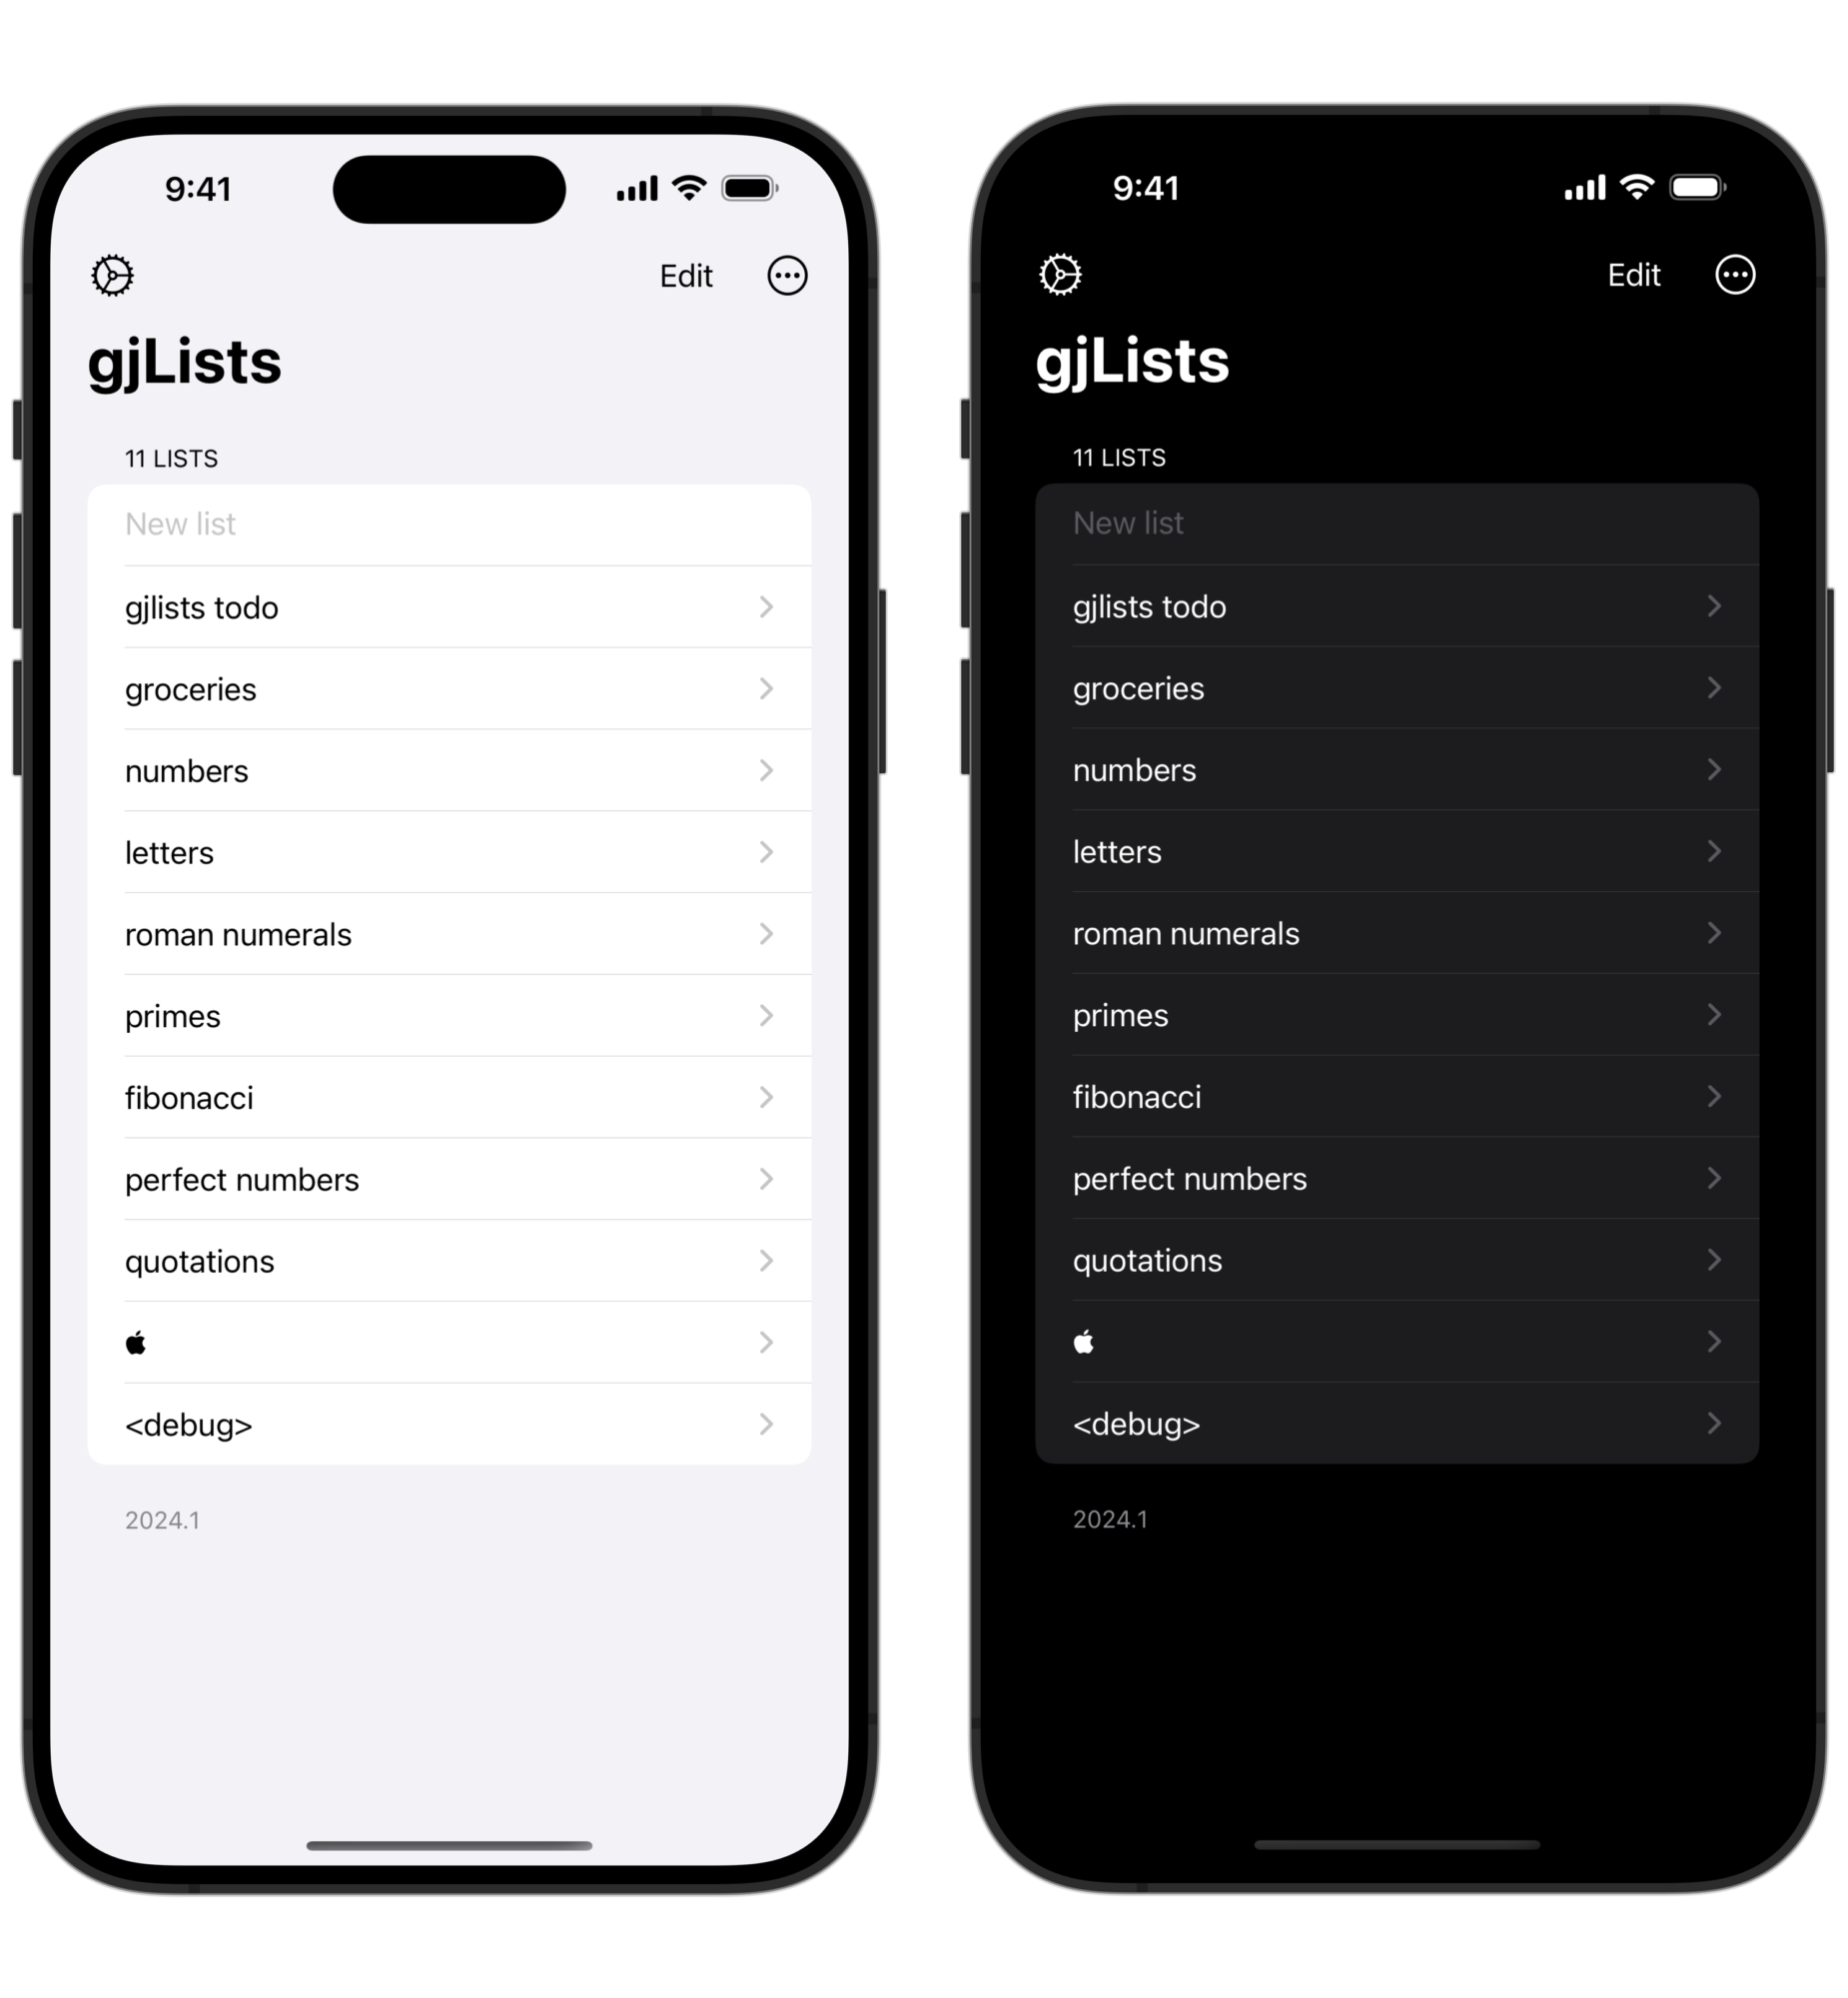 9:41
Edit
gjLists
11 LISTS
New list
gjlists todo
groceries
numbers
letters
roman numerals
primes
fibonacci
perfect numbers
quotations

<debug>
2024.1
9:41
Edit
gjLists
11 LISTS
New list
gjlists todo
groceries
numbers
letters
roman numerals
primes
fibonacci
perfect numbers
quotations

<debug>
2024.1